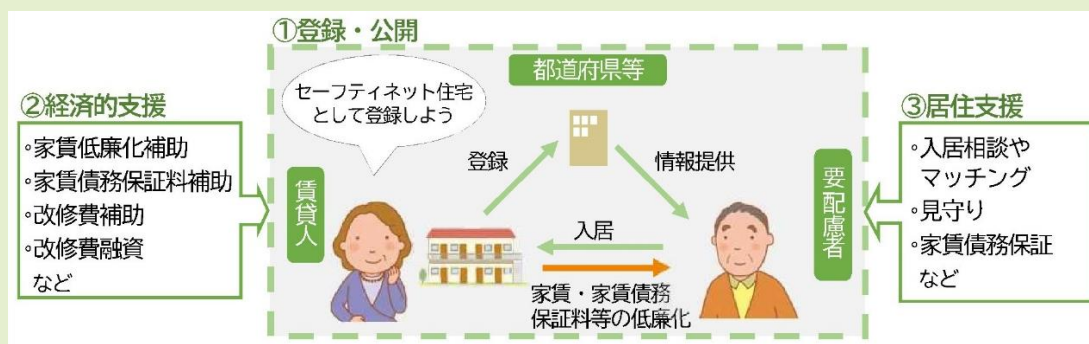 ①登録・公開
都道府県等
セーフティネット住宅
として登録しよう
②経済的支援
◦家賃低廉化補助
◦家賃債務保証料補助
◦改修費補助
◦改修費融資
など
賃貸人
登録
情報提供
入居
家賃・家賃債務
保証料等の低廉化
要配慮者
③居住支援
◦入居相談や
マッチング
◦見守り
◦家賃債務保証
など